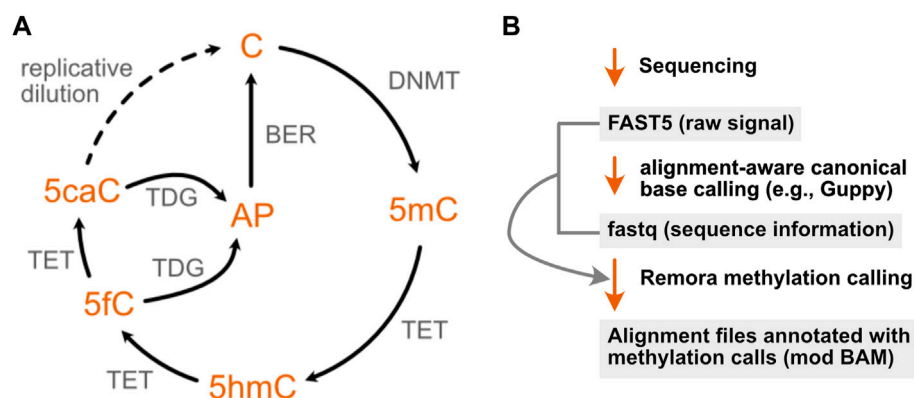 A
C
replicative
dilution
DNMT
BER
5caC
TDG
AP
5mC
TET
TDG
5fC
TET
TET
5hmC
B
Sequencing
FAST5 (raw signal)
alignment-aware canonical
base calling (e.g., Guppy)
fastq (sequence information)
Remora methylation calling
Alignment files annotated with
methylation calls (mod BAM)